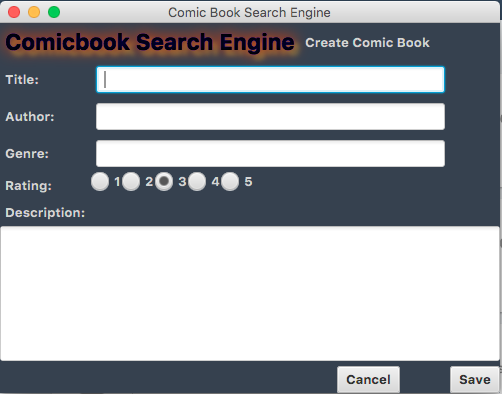 Comic Book Search Engine
Comicbook Search Engine Create Comic Book
Title:
Author:
Genre:
Rating: 1 2 3 4 5
Description:
Cancel Save